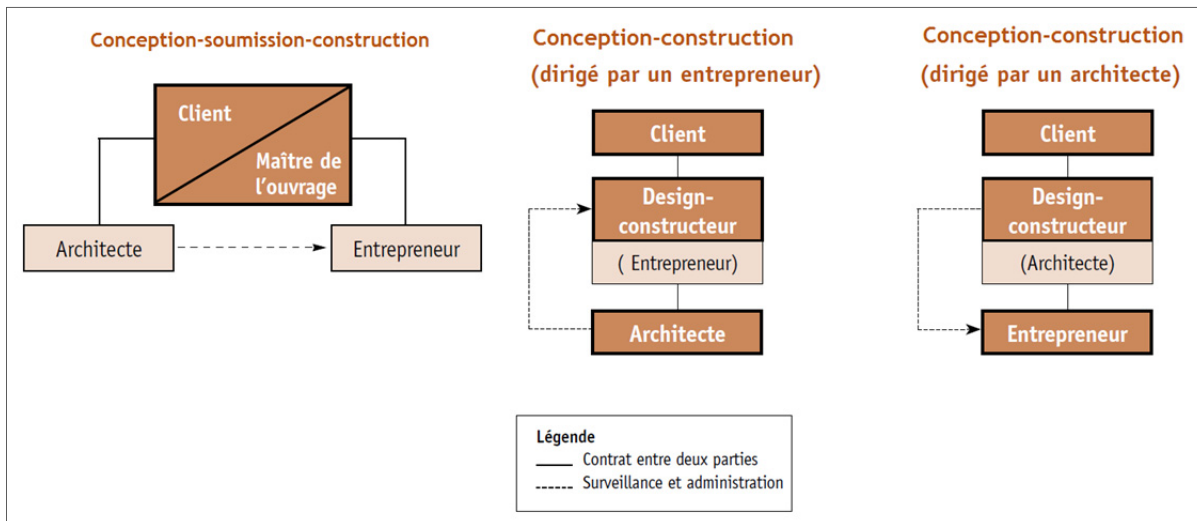 Conception-soumission-construction
Client
Maître de
l'ouvrage
Architecte
Entrepreneur
Conception-construction
(dirigé par un entrepreneur)
Client
Design-
constructeur
( Entrepreneur)
Architecte
Conception-construction
(dirigé par un architecte)
Client
Design-
constructeur
(Architecte)
Entrepreneur
Légende
Contrat entre deux parties
Surveillance et administration